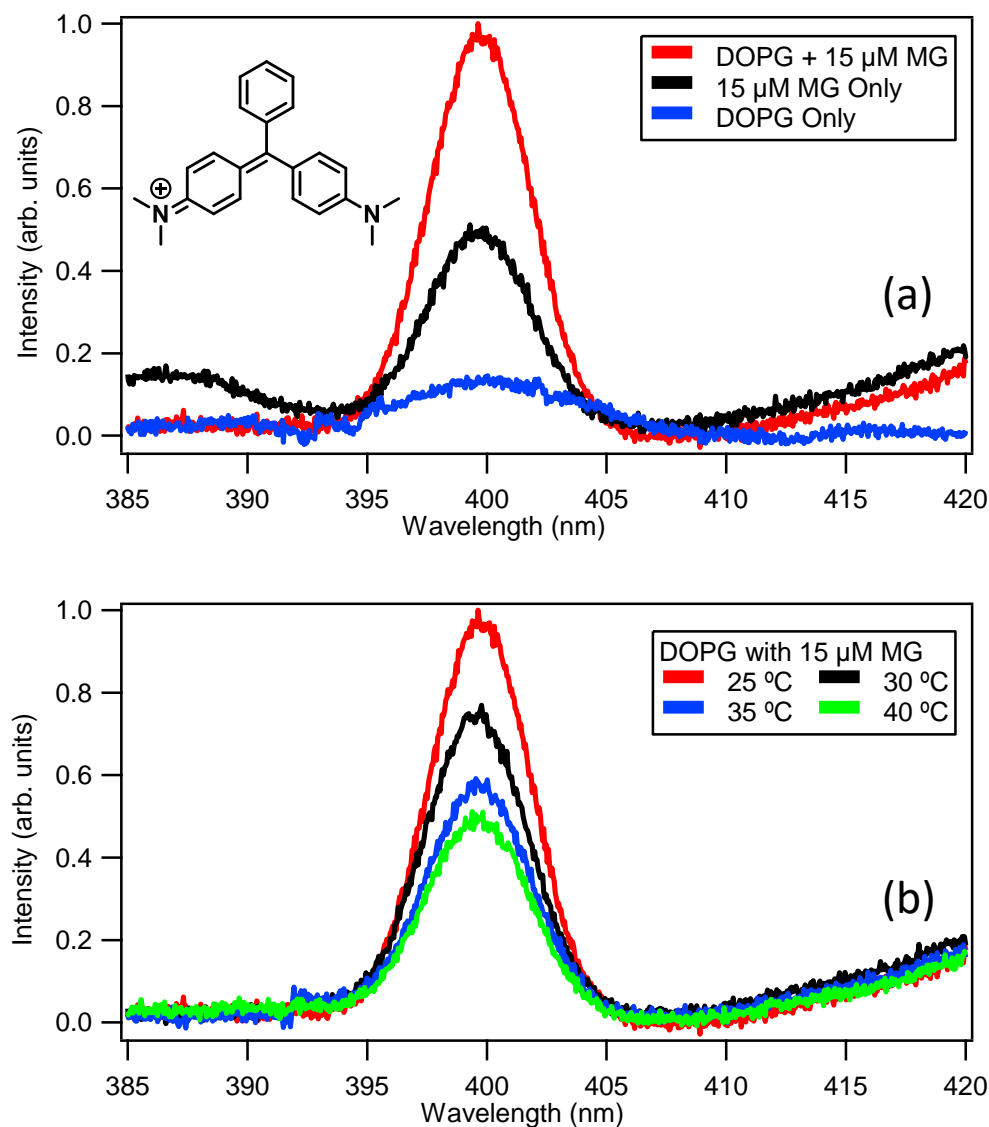 1.0
0.8
0.6
0.4
0.2
0.0
Intensity (arb. units)
DOPG + 15 µM MG
15 µM MG Only
DOPG Only
N
N
(a)
385 390 395 400 405 410 415 420
Wavelength (nm)
1.0
0.8
0.6
0.4
0.2
0.0
Intensity (arb. units)
DOPG with 15 µM MG
25 ºC 30 ºC
35 ºC 40 ºC
(b)
385 390 395 400 405 410 415 420
Wavelength (nm)